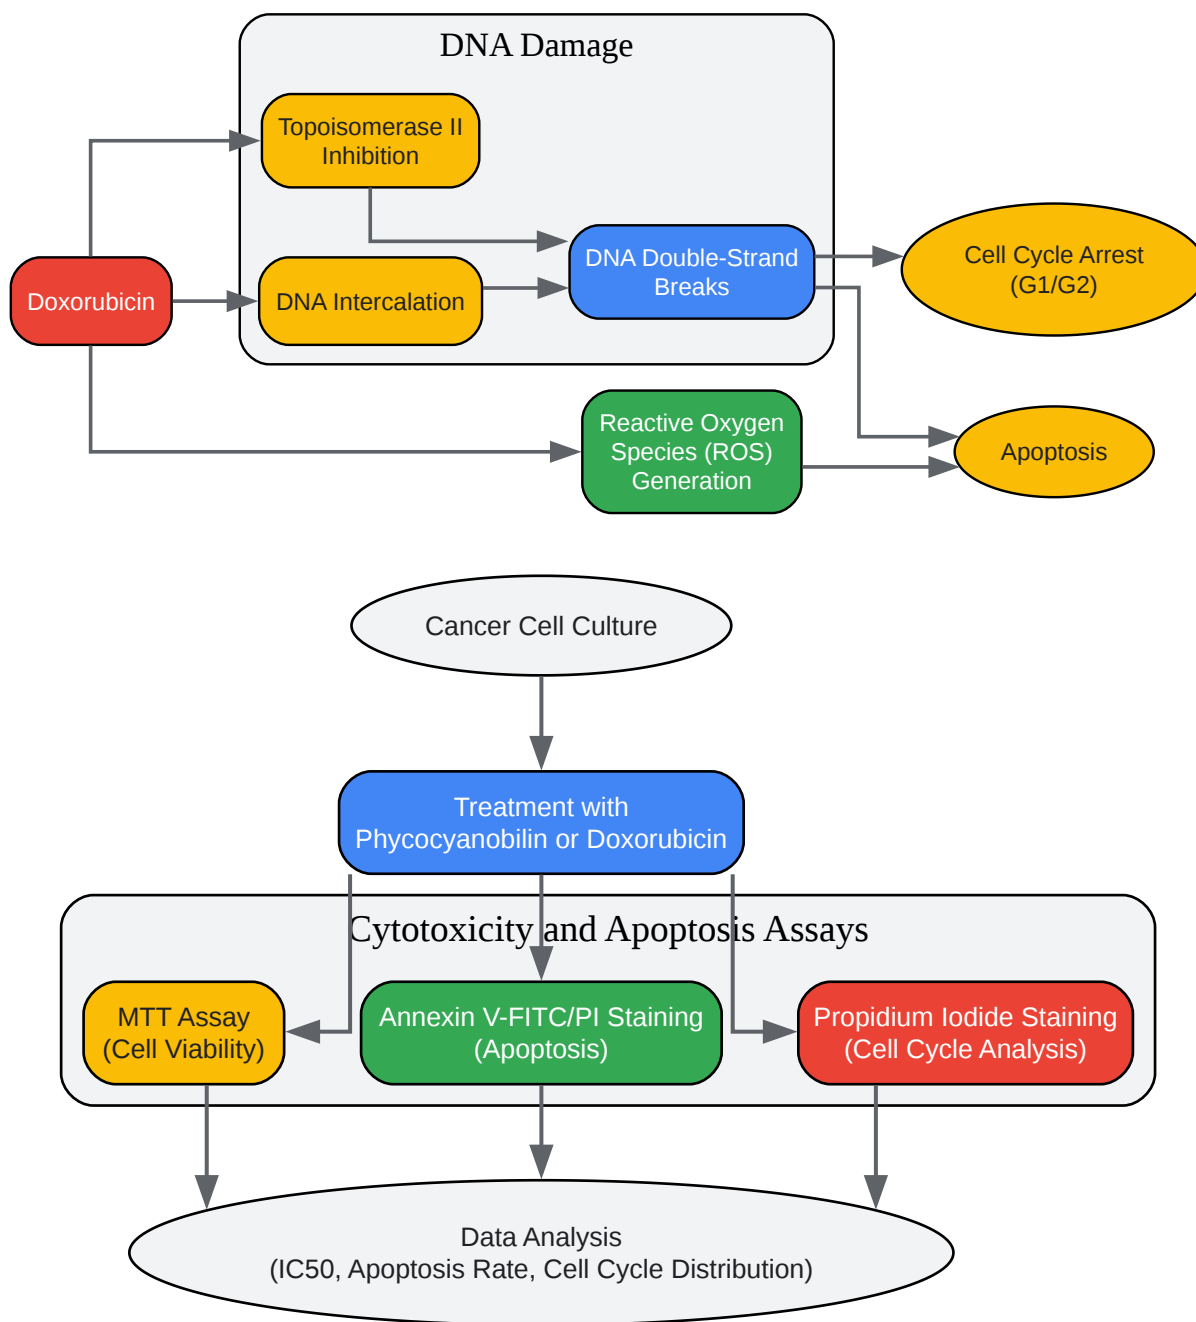 DNA Damage
Topoisomerase II
Inhibition
DNA Double-Strand
Breaks
Cell Cycle Arrest
(G1/G2)
Doxorubicin
DNA Intercalation
Reactive Oxygen
Species (ROS)
Generation
Apoptosis
Cancer Cell Culture
Treatment with
Phycocyanobilin or Doxorubicin
Cytotoxicity and Apoptosis Assays
MTT Assay
(Cell Viability)
Annexin V-FITC/PI Staining
(Apoptosis)
Propidium Iodide Staining
(Cell Cycle Analysis)
Data Analysis
(IC50, Apoptosis Rate, Cell Cycle Distribution)